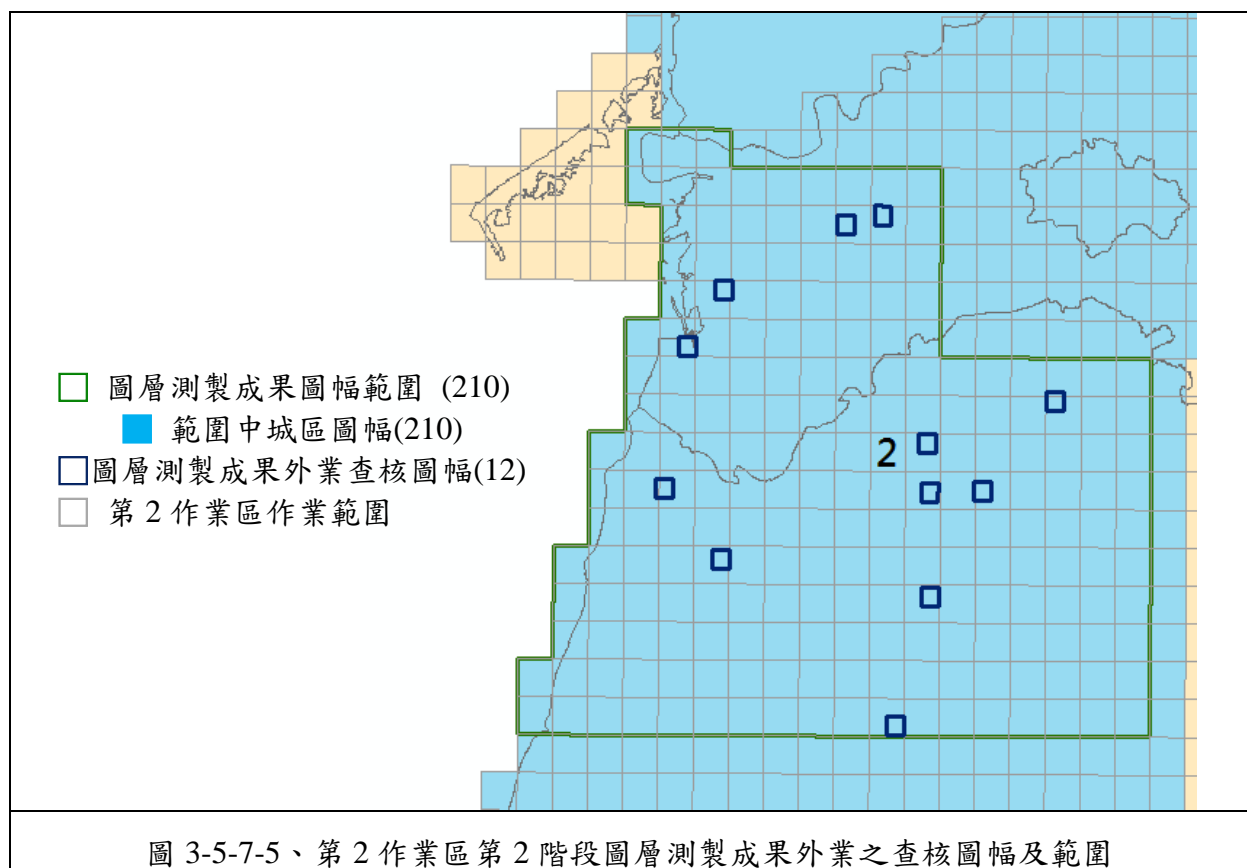 圖層測製成果圖幅範圍 (210)
範圍中城區圖幅(210)
圖層測製成果外業查核圖幅(12)
第 2 作業區作業範圍
2
圖 3-5-7-5、第 2 作業區第 2 階段圖層測製成果外業之查核圖幅及範圍